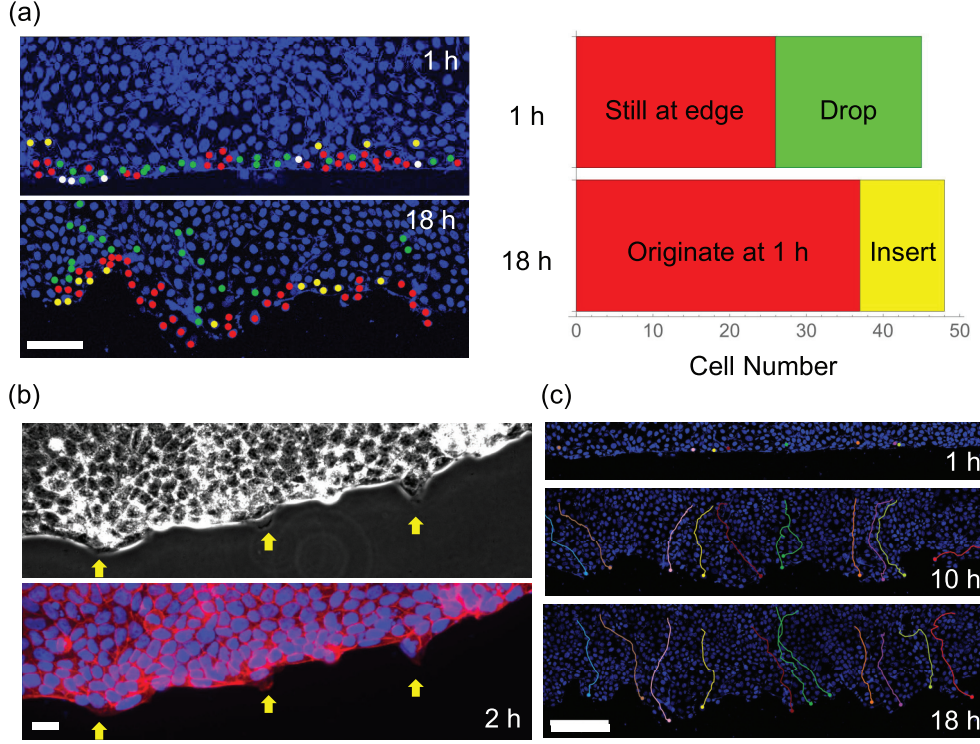 (a)
1 h
18 h
1 h
Still at edge
Drop
18 h
Originate at 1 h
Insert
0
10
20
30
40
50
Cell Number
(b)
2 h
(c)
1 h
10 h
18 h